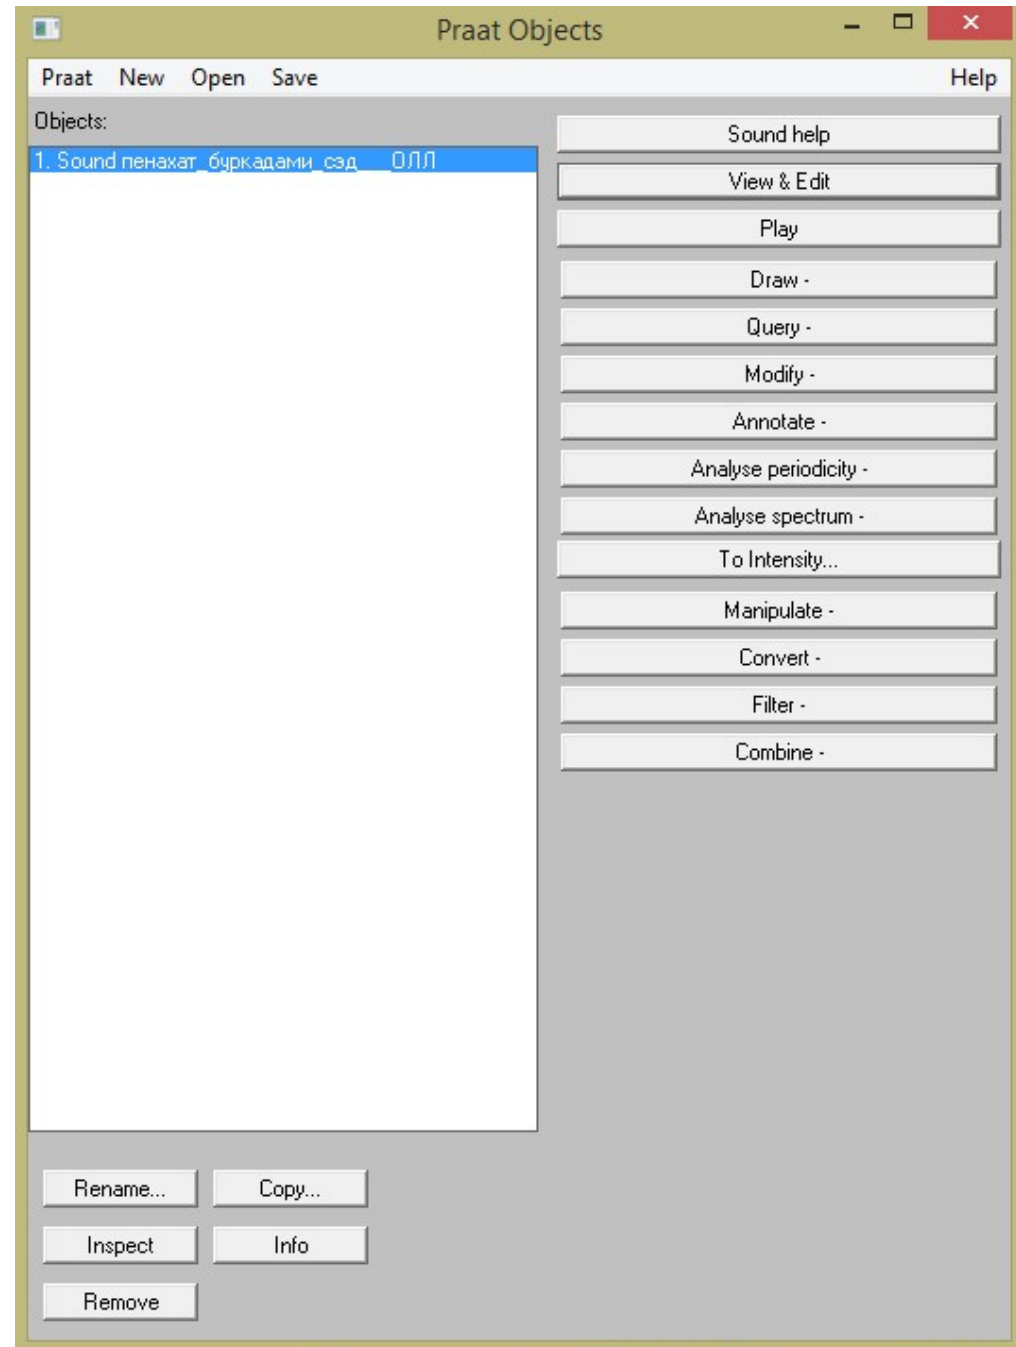 Praat Objects
Praat New Open Save Help
Objects:
1. Sound пенахат_буркадами_сэд___ОЛЛ
Sound help
View & Edit
Play
Draw -
Query -
Modify -
Annotate -
Analyse periodicity -
Analyse spectrum -
To Intensity...
Manipulate -
Convert -
Filter -
Combine -
Rename... Copy...
Inspect Info
Remove